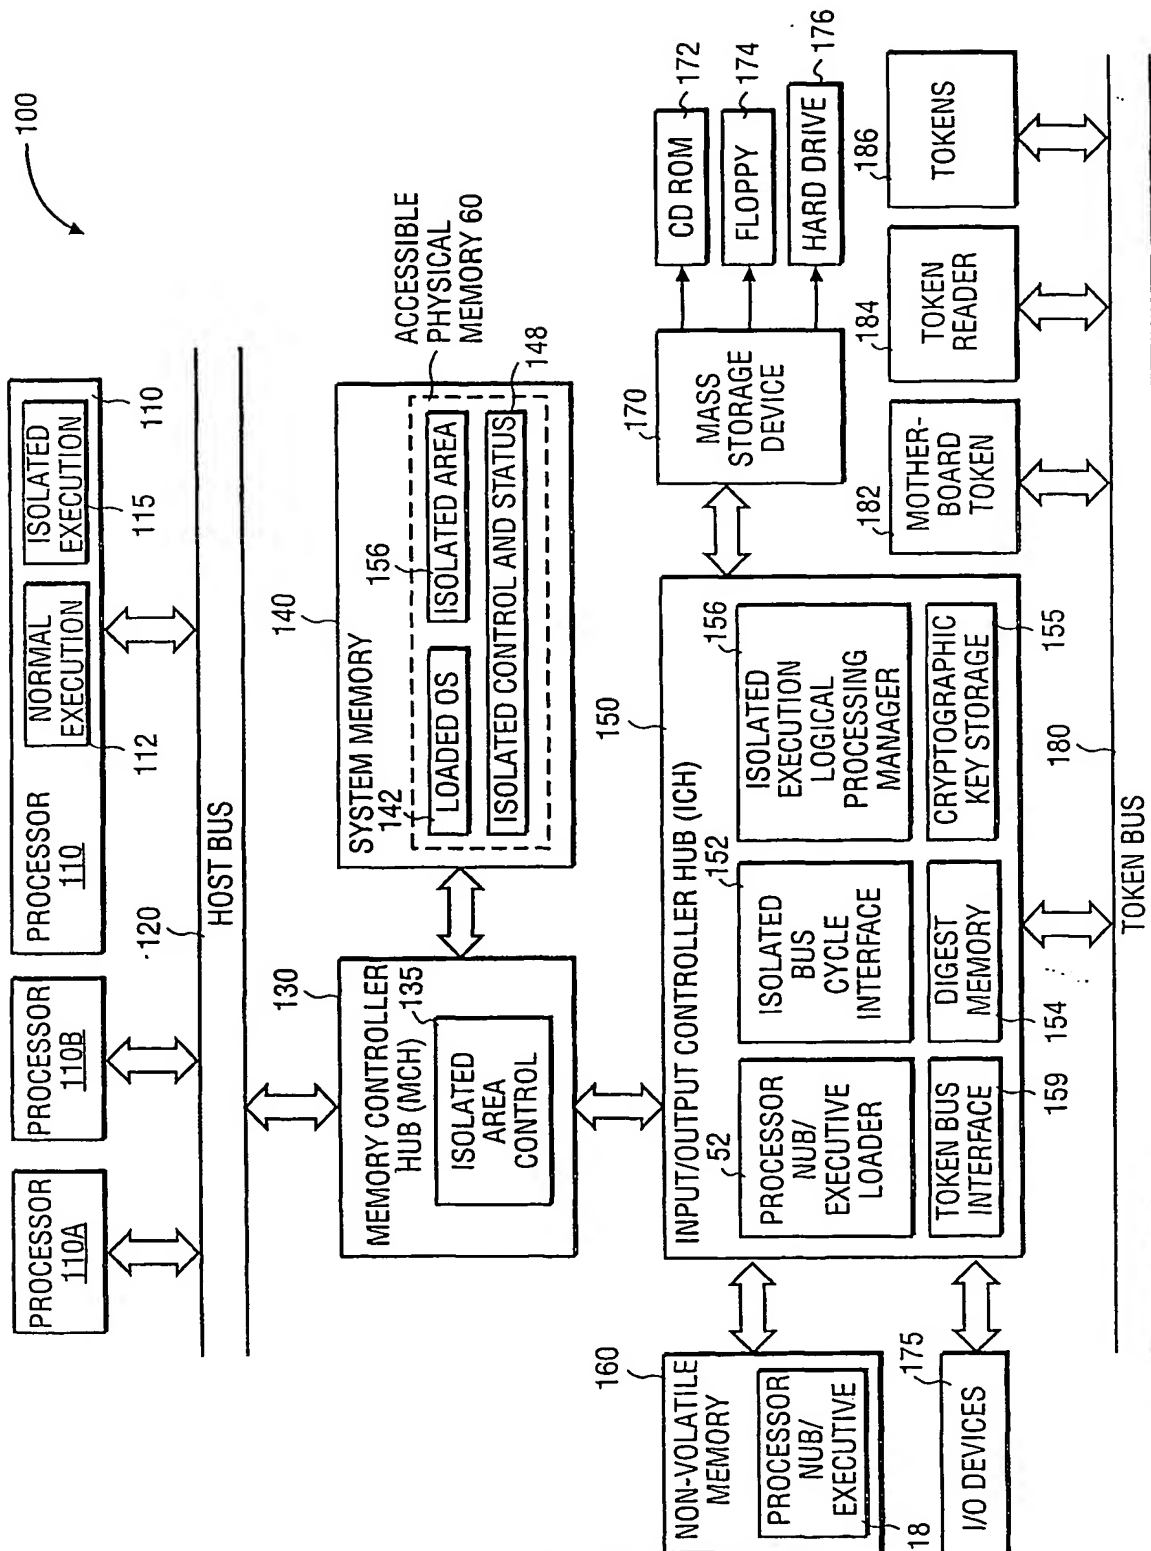 100
PROCESSOR
110A
PROCESSOR
110B
PROCESSOR
110
NORMAL
EXECUTION
112
ISOLATED
EXECUTION
115
110
120
HOST BUS
130
MEMORY CONTROLLER
HUB (MCH)
135
ISOLATED
AREA
CONTROL
140
SYSTEM MEMORY
142
LOADED OS
156
ISOLATED AREA
ISOLATED CONTROL AND STATUS
148
ACCESSIBLE
PHYSICAL
MEMORY 60
160
NON-VOLATILE
MEMORY
PROCESSOR
NUB/
EXECUTIVE
18
175
I/O DEVICES
150
INPUT/OUTPUT CONTROLLER HUB (ICH)
52
PROCESSOR
NUB/
EXECUTIVE
LOADER
152
ISOLATED
BUS
CYCLE
INTERFACE
156
ISOLATED
EXECUTION
LOGICAL
PROCESSING
MANAGER
TOKEN BUS
INTERFACE
159
DIGEST
MEMORY
154
CRYPTOGRAPHIC
KEY STORAGE
155
170
MASS
STORAGE
DEVICE
CD ROM
172
FLOPPY
174
HARD DRIVE
176
182
MOTHER-
BOARD
TOKEN
184
TOKEN
READER
186
TOKENS
180
TOKEN BUS